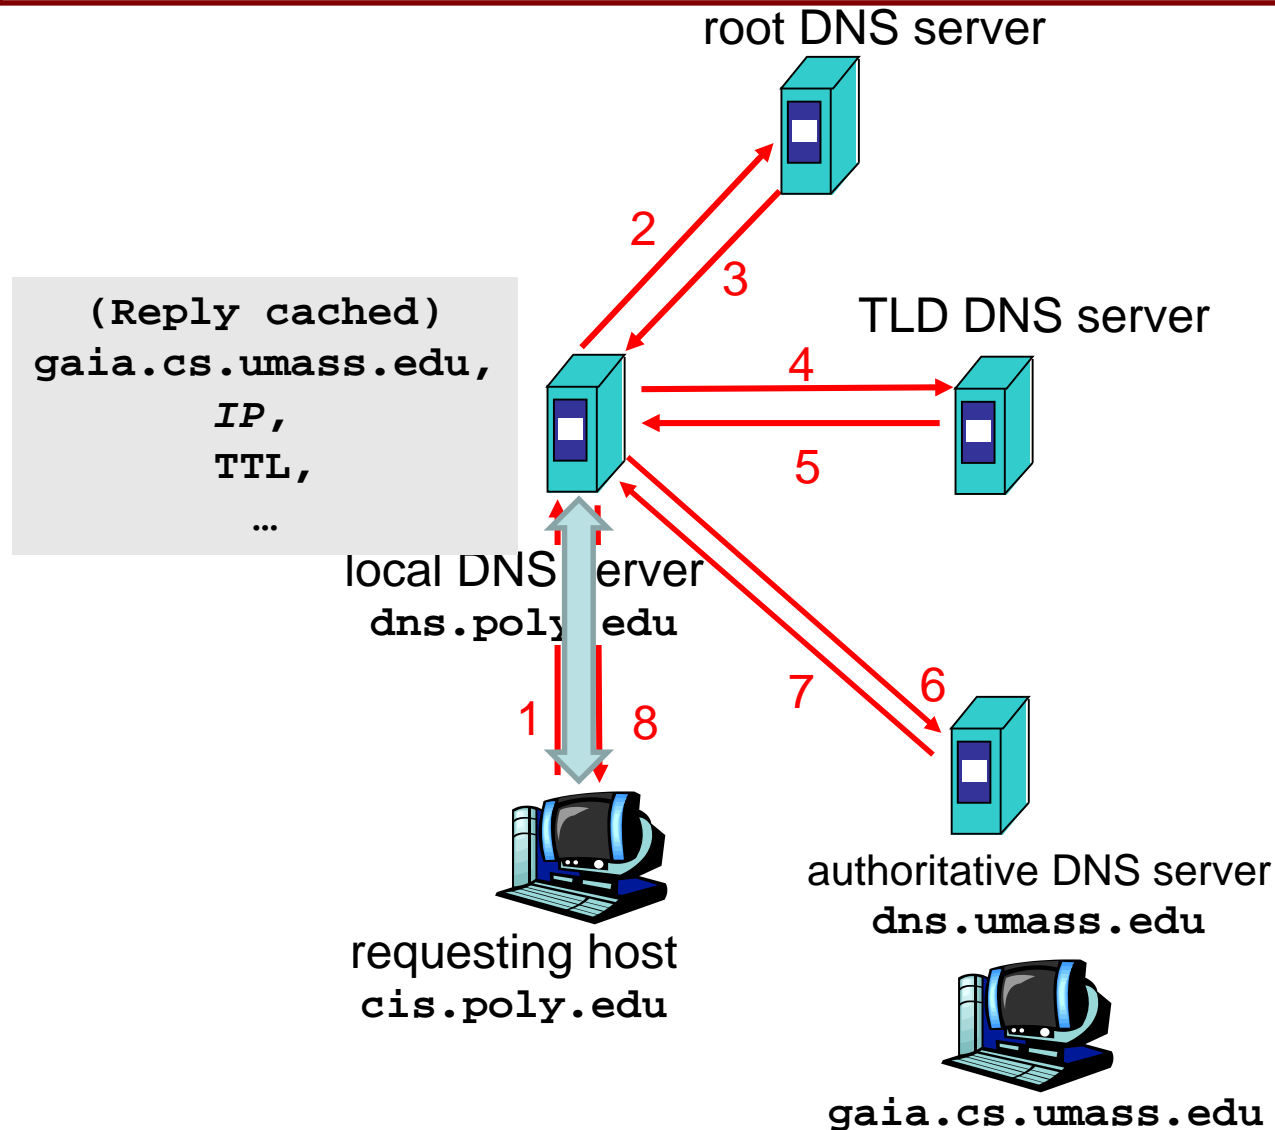 root DNS server
2
3
(Reply cached)
gaia.cs.umass.edu,
IP,
TTL,
…
TLD DNS server
4
5
local DNS erver
dns.poly edu
1
8
7
6
requesting host
cis.poly.edu
authoritative DNS server
dns.umass.edu
gaia.cs.umass.edu